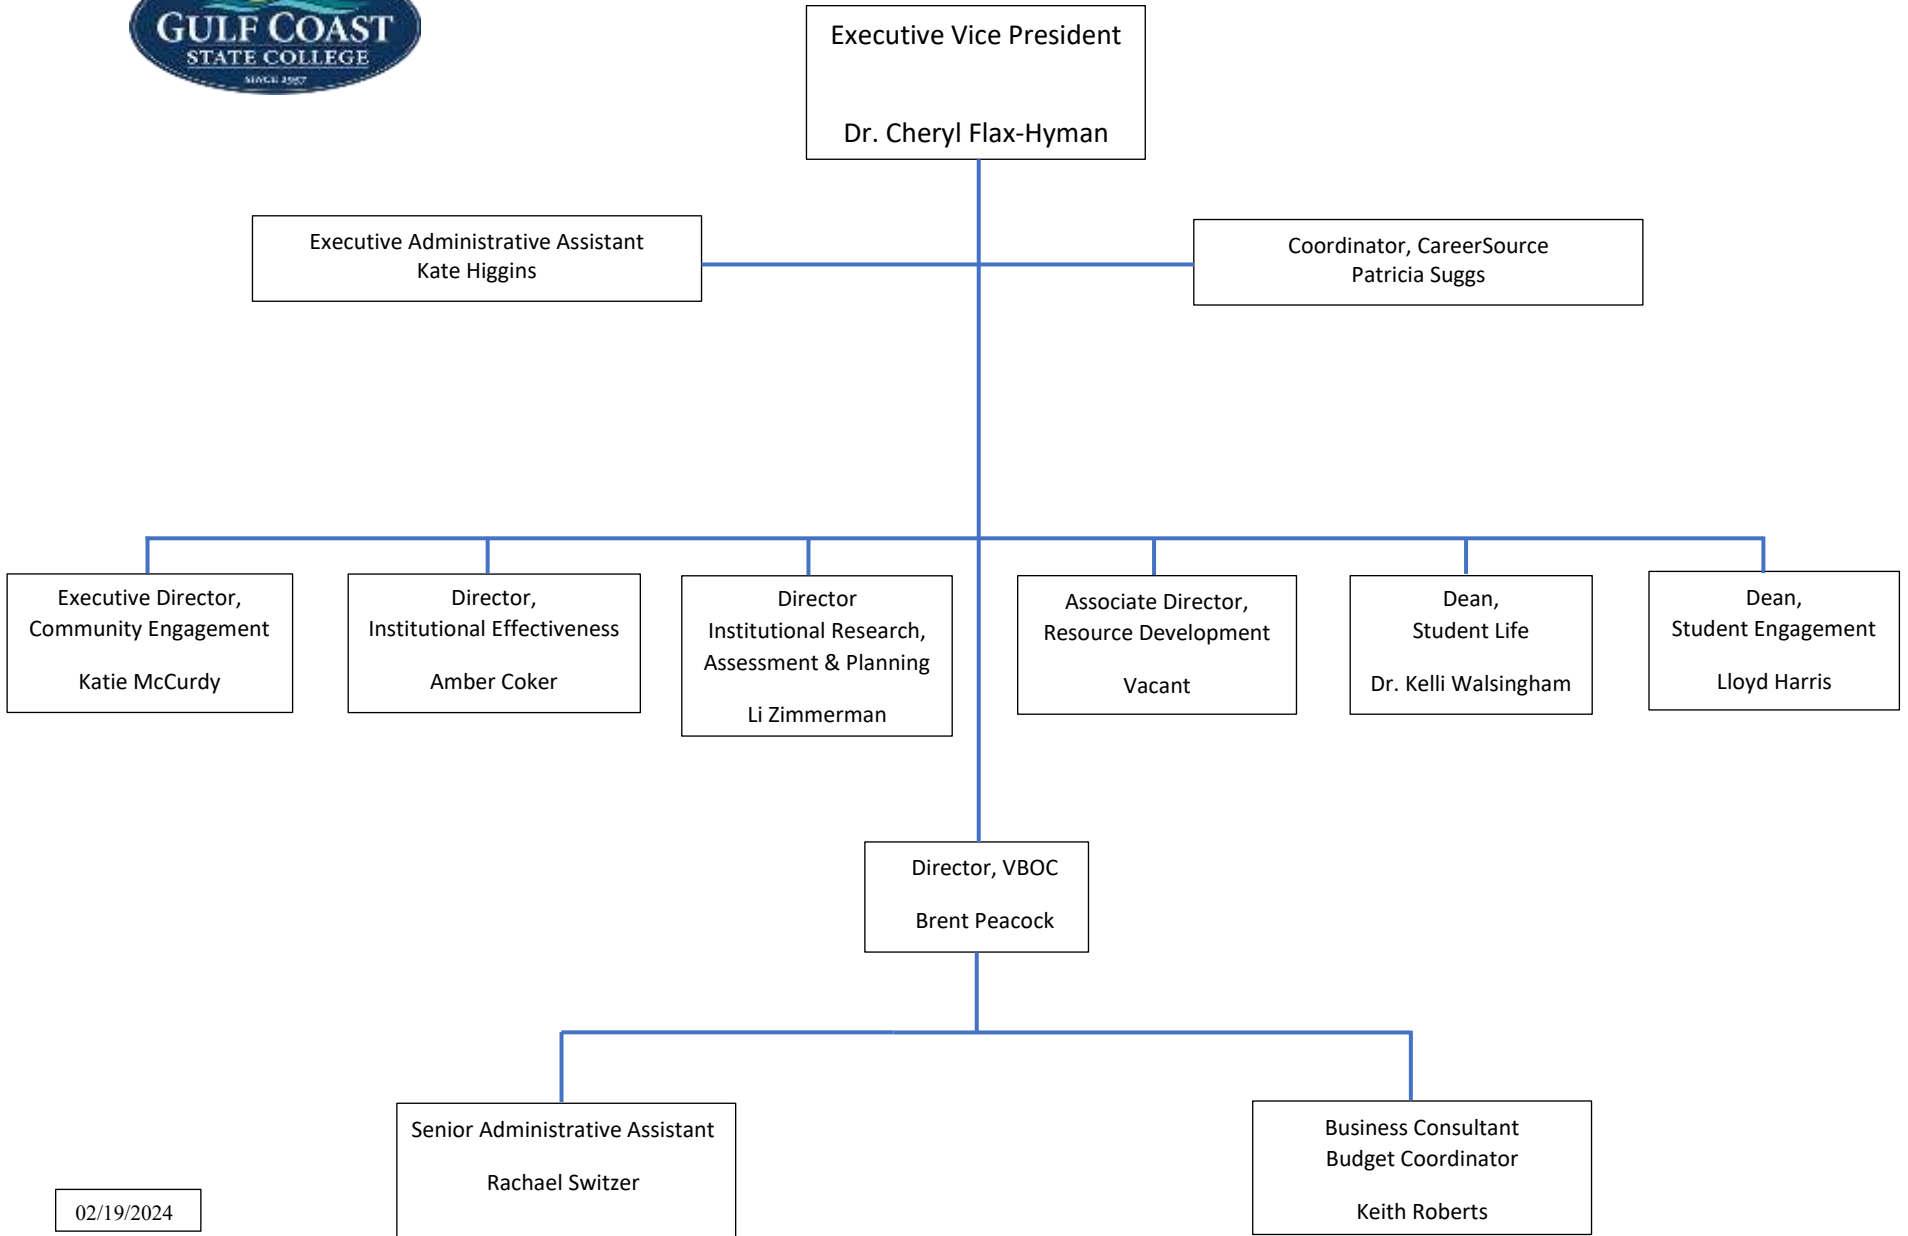 GULF COAST
STATE COLLEGE
SINCE 1957
Executive Vice President
Dr. Cheryl Flax-Hyman
Executive Administrative Assistant
Kate Higgins
Coordinator, CareerSource
Patricia Suggs
Executive Director,
Community Engagement
Katie McCurdy
Director,
Institutional Effectiveness
Amber Coker
Director
Institutional Research,
Assessment & Planning
Li Zimmerman
Associate Director,
Resource Development
Vacant
Dean,
Student Life
Dr. Kelli Walsingham
Dean,
Student Engagement
Lloyd Harris
Director, VBOC
Brent Peacock
Senior Administrative Assistant
Rachael Switzer
Business Consultant
Budget Coordinator
Keith Roberts
02/19/2024